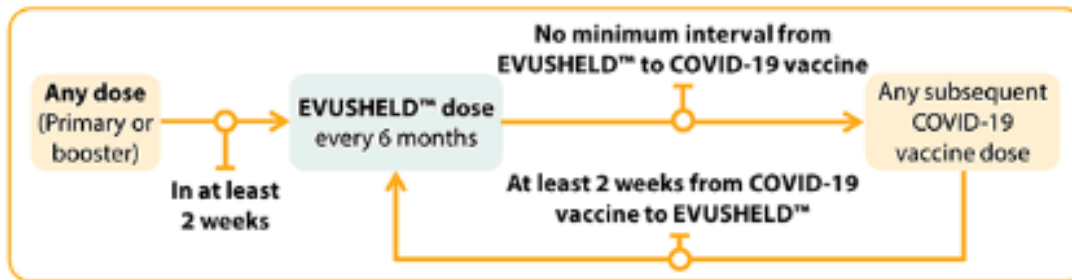 Any dose
(Primary or
booster)
In at least
2 weeks
EVUSHELD™ dose
every 6 months
No minimum interval from
EVUSHELD™ to COVID-19 vaccine
At least 2 weeks from COVID-19
vaccine to EVUSHELD™
Any subsequent
COVID-19
vaccine dose